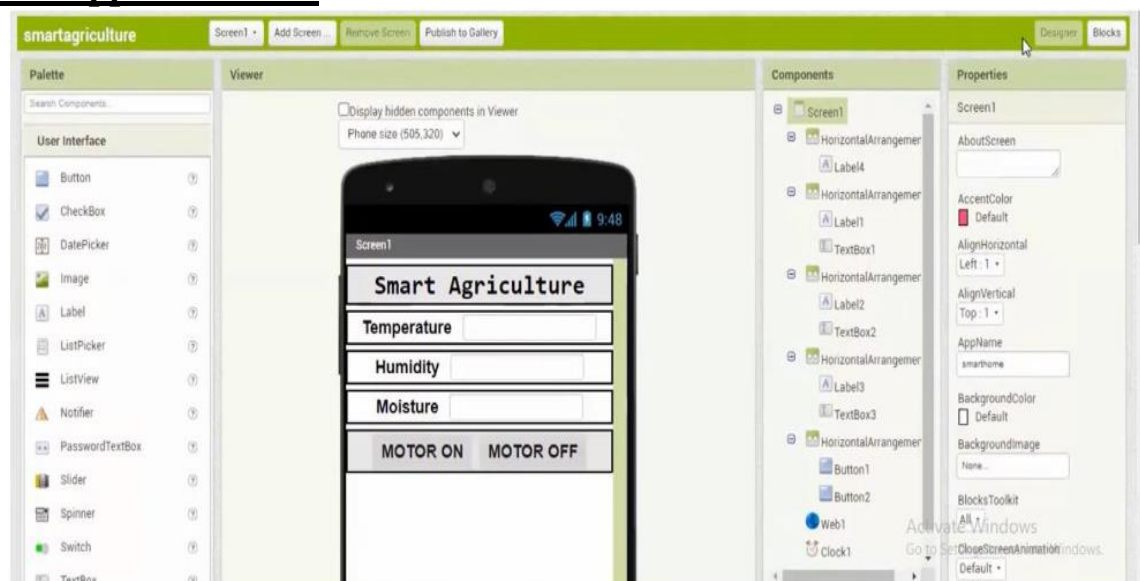 smartagriculture
Screen1
Add Screen ...
Remove Screen
Publish to Gallery
Designer
Blocks
Palette
Search Components...
User Interface
Button
CheckBox
DatePicker
Image
Label
ListPicker
ListView
Notifier
PasswordTextBox
Slider
Spinner
Switch
TextBox
Viewer
Display hidden components in Viewer
Phone size (505,320)
9:48
Screen1
Smart Agriculture
Temperature
Humidity
Moisture
MOTOR ON MOTOR OFF
Components
Screen1
HorizontalArrangemer
Label4
HorizontalArrangemer
Label1
TextBox1
HorizontalArrangemer
Label2
TextBox2
HorizontalArrangemer
Label3
TextBox3
HorizontalArrangemer
Button1
Button2
Web1
Clock1
Properties
Screen1
AboutScreen
AccentColor
Default
AlignHorizontal
Left : 1
AlignVertical
Top : 1
AppName
smarthome
BackgroundColor
Default
BackgroundImage
None...
BlocksToolkit
All
CloseScreenAnimation
Default
Activate Windows